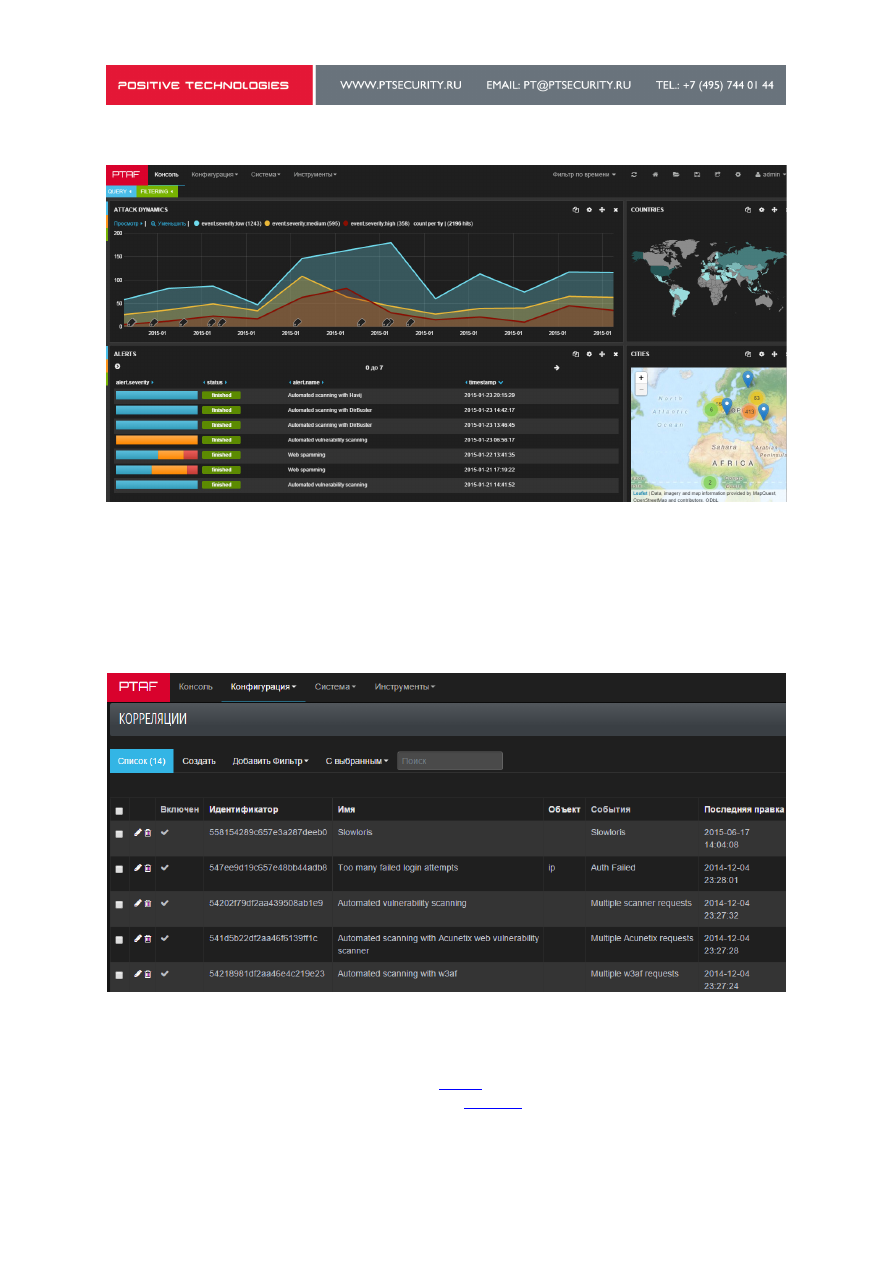 POSITIVE TECHNOLOGIES WWW.PTSECURITY.RU EMAIL: PT@PTSECURITY.RU TEL.: +7 (495) 744 01 44
PTAF Консоль Конфигурация Система Инструменты Фильтр по времени admin
QUERY FILTERING
ATTACK DYNAMICS
Просмотр | Уменьшить | event.severity:low (1243) event.severity:medium (595) event.severity:high (358) count per | (2196 hits)
200
150
100
50
0
2015-01 2015-01 2015-01 2015-01 2015-01 2015-01 2015-01 2015-01 2015-01 2015-01 2015-01
COUNTRIES
ALERTS
0 до 7
alert.severity status alert.name timestamp
finished Automated scanning with Havij 2015-01-23 20:15:20
finished Automated scanning with DirBuster 2015-01-23 14:42:17
finished Automated scanning with DirBuster 2015-01-23 13:46:45
finished Automated vulnerability scanning 2015-01-23 06:56:17
finished Web spamming 2015-01-22 13:41:35
finished Web spamming 2015-01-21 17:19:22
finished Automated vulnerability scanning 2015-01-21 14:41:52
CITIES
+
−
North
Atlantic
Ocean
63
6
413
Sahara
Arabian
Peninsula
AFRICA
2
Leaflet | Data, imagery and map information provided by MapQuest,
OpenStreetMap and contributors, ODbL
PTAF Консоль Конфигурация Система Инструменты
КОРРЕЛЯЦИИ
Список (14) Создать Добавить Фильтр С выбранным Поиск
Включен Идентификатор Имя Объект События Последняя правка
558154289c657e3a287deeb0 Slowloris Slowloris 2015-06-17
14:04:08
547ee9d19c657e48bb44adb8 Too many failed login attempts ip Auth Failed 2014-12-04
23:28:01
54202f79df2aa439508ab1e9 Automated vulnerability scanning Multiple scanner requests 2014-12-04
23:27:32
541d5b22df2aa46f6139ff1c Automated scanning with Acunetix web vulnerability
scanner Multiple Acunetix requests 2014-12-04
23:27:28
54218981df2aa46e4c219e23 Automated scanning with w3af Multiple w3af requests 2014-12-04
23:27:24